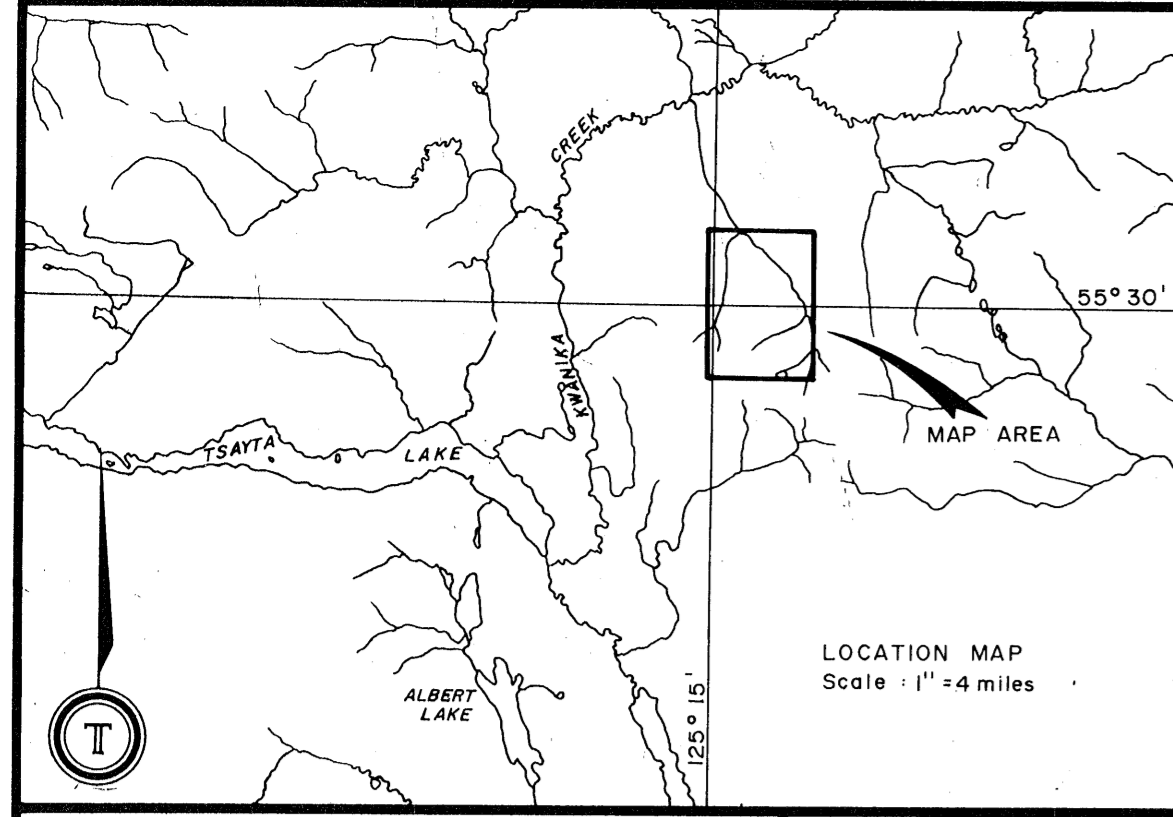 CREEK
55° 30'
KWANIKA
MAP AREA
TSAYTA LAKE
LOCATION MAP
Scale : 1" = 4 miles
125° 15'
ALBERT
LAKE
T